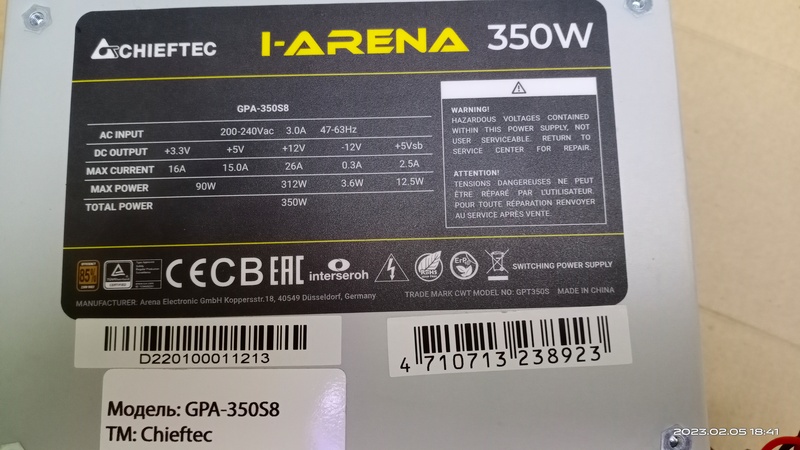 CHIEFTEC I-ARENA 350W
GPA-350S8
AC INPUT 200-240Vac 3.0A 47-63Hz
DC OUTPUT +3.3V +5V +12V -12V +5Vsb
MAX CURRENT 16A 15.0A 26A 0.3A 2.5A
MAX POWER 90W 312W 3.6W 12.5W
TOTAL POWER 350W
WARNING!
HAZARDOUS VOLTAGES CONTAINED
WITHIN THIS POWER SUPPLY, NOT
USER SERVICEABLE. RETURN TO
SERVICE CENTER FOR REPAIR.
ATTENTION!
TENSIONS DANGEREUSES NE PEUT
ÊTRE RÉPARÉ PAR L'UTILISATEUR.
POUR TOUTE RÉPARATION RENVOYER
AU SERVICE APRÈS VENTE.
85%
CE CB EAC interseroh RoHS ErP SWITCHING POWER SUPPLY
MANUFACTURER: Arena Electronic GmbH Koppersstr.18, 40549 Düsseldorf, Germany
TRADE MARK CWT MODEL NO: GPT350S MADE IN CHINA
D220100011213
4 710713 238923
Модель: GPA-350S8
ТМ: Chieftec
2023.02.05 18:41